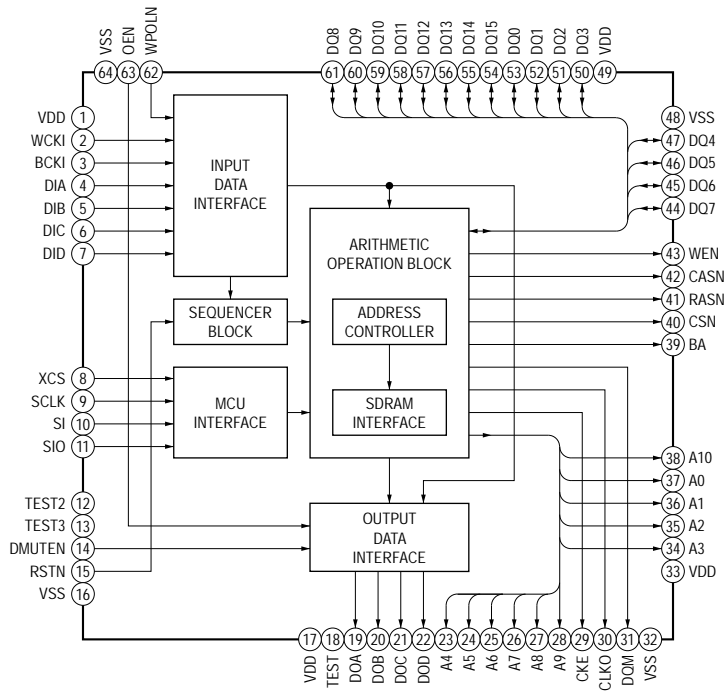 VSS
OEN
WPOLN
DQ8
DQ9
DQ10
DQ11
DQ12
DQ13
DQ14
DQ15
DQ0
DQ1
DQ2
DQ3
VDD
64
63
62
61
60
59
58
57
56
55
54
53
52
51
50
49
VDD 1
WCKI 2
BCKI 3
DIA 4
DIB 5
DIC 6
DID 7
XCS 8
SCLK 9
SI 10
SIO 11
TEST2 12
TEST3 13
DMUTEN 14
RSTN 15
VSS 16
INPUT
DATA
INTERFACE
SEQUENCER
BLOCK
MCU
INTERFACE
ARITHMETIC
OPERATION BLOCK
ADDRESS
CONTROLLER
SDRAM
INTERFACE
OUTPUT
DATA
INTERFACE
48 VSS
47 DQ4
46 DQ5
45 DQ6
44 DQ7
43 WEN
42 CASN
41 RASN
40 CSN
39 BA
38 A10
37 A0
36 A1
35 A2
34 A3
33 VDD
17
18
19
20
21
22
23
24
25
26
27
28
29
30
31
32
VDD
TEST
DOA
DOB
DOC
DOD
A4
A5
A6
A7
A8
A9
CKE
CLKO
DQM
VSS